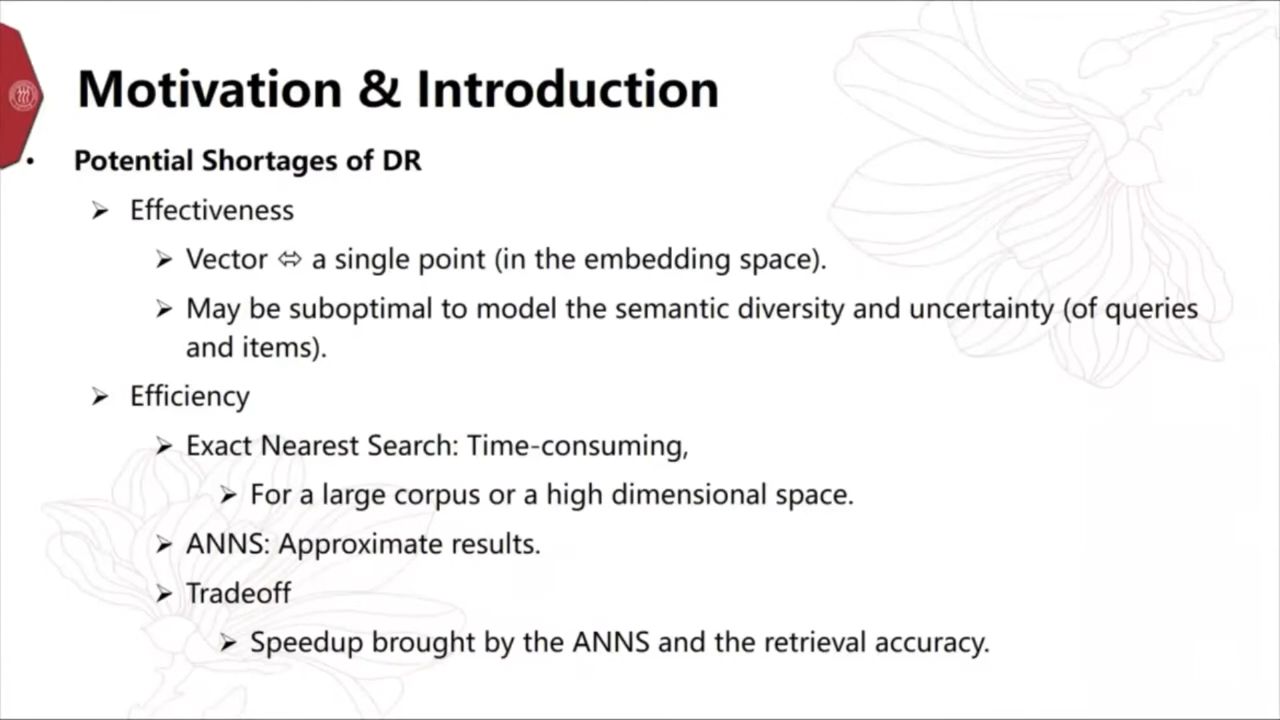 Motivation & Introduction
• Potential Shortages of DR
➢ Effectiveness
➢ Vector ⇔ a single point (in the embedding space).
➢ May be suboptimal to model the semantic diversity and uncertainty (of queries
and items).
➢ Efficiency
➢ Exact Nearest Search: Time-consuming,
➢ For a large corpus or a high dimensional space.
➢ ANNS: Approximate results.
➢ Tradeoff
➢ Speedup brought by the ANNS and the retrieval accuracy.